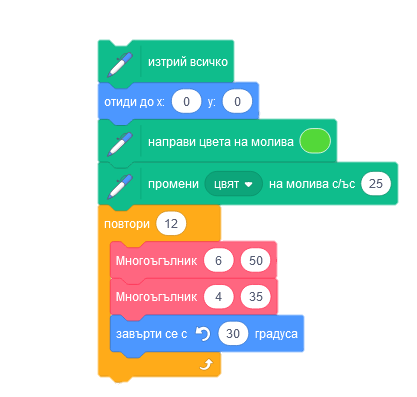 изтрий всичко
отиди до x: 0 y: 0
направи цвета на молива
промени цвят на молива с/ъс 25
повтори 12
Многоъгълник 6 50
Многоъгълник 4 35
завърти се с 30 градуса